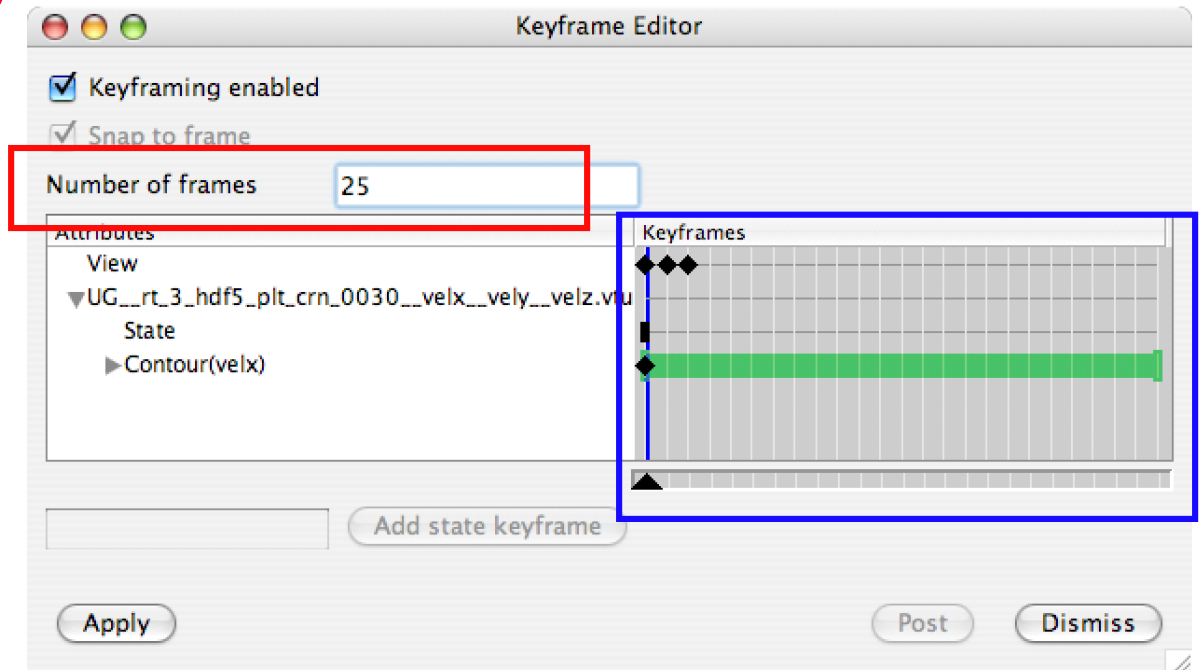 Keyframe Editor
Keyframing enabled
Snap to frame
Number of frames 25
Attributes Keyframes
View
UG__rt_3_hdf5_plt_crn_0030__velx__vely__velz.vtu
State
Contour(velx)
Add state keyframe
Apply Post Dismiss